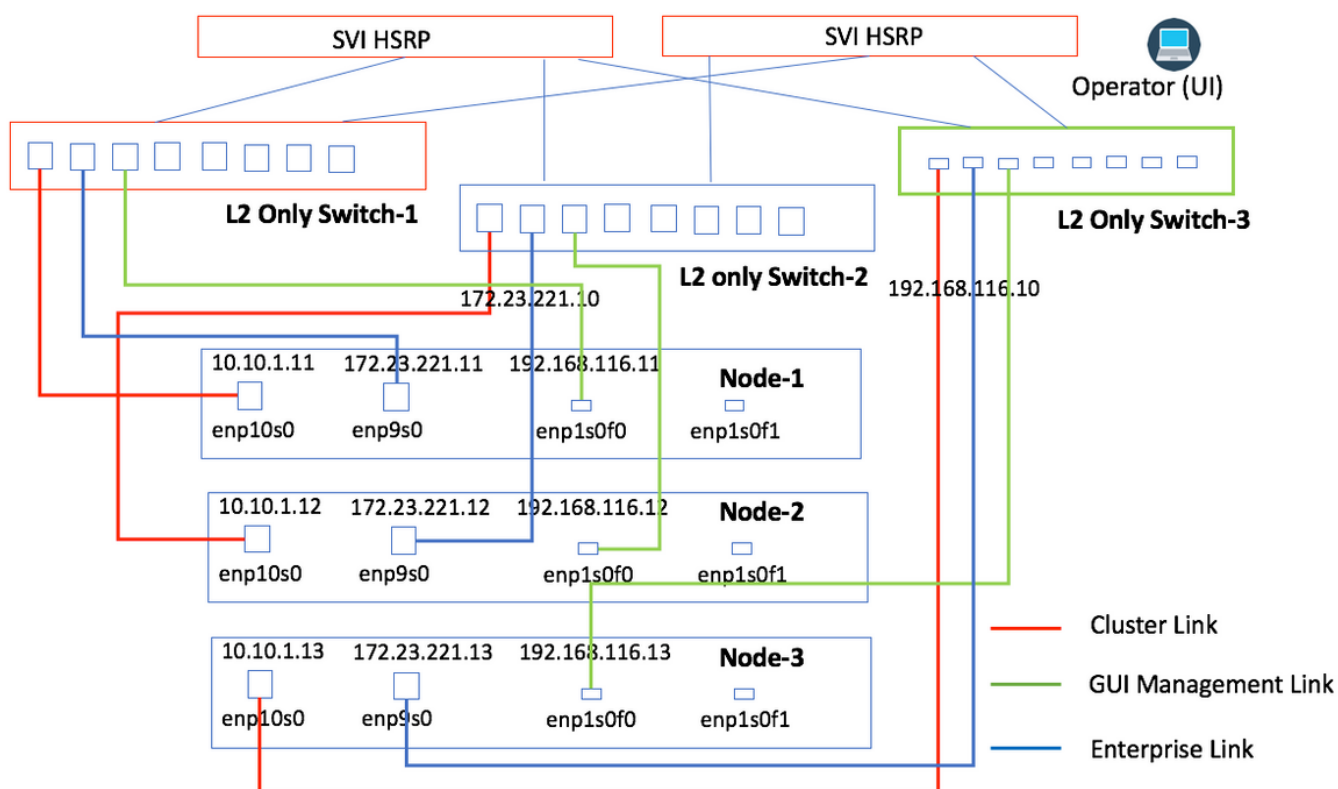 SVI HSRP
SVI HSRP
Operator (UI)
L2 Only Switch-1
L2 only Switch-2
L2 Only Switch-3
172.23.221.10
192.168.116.10
10.10.1.11
172.23.221.11
192.168.116.11
Node-1
enp10s0
enp9s0
enp1s0f0
enp1s0f1
10.10.1.12
172.23.221.12
192.168.116.12
Node-2
enp10s0
enp9s0
enp1s0f0
enp1s0f1
10.10.1.13
172.23.221.13
192.168.116.13
Node-3
enp10s0
enp9s0
enp1s0f0
enp1s0f1
Cluster Link
GUI Management Link
Enterprise Link